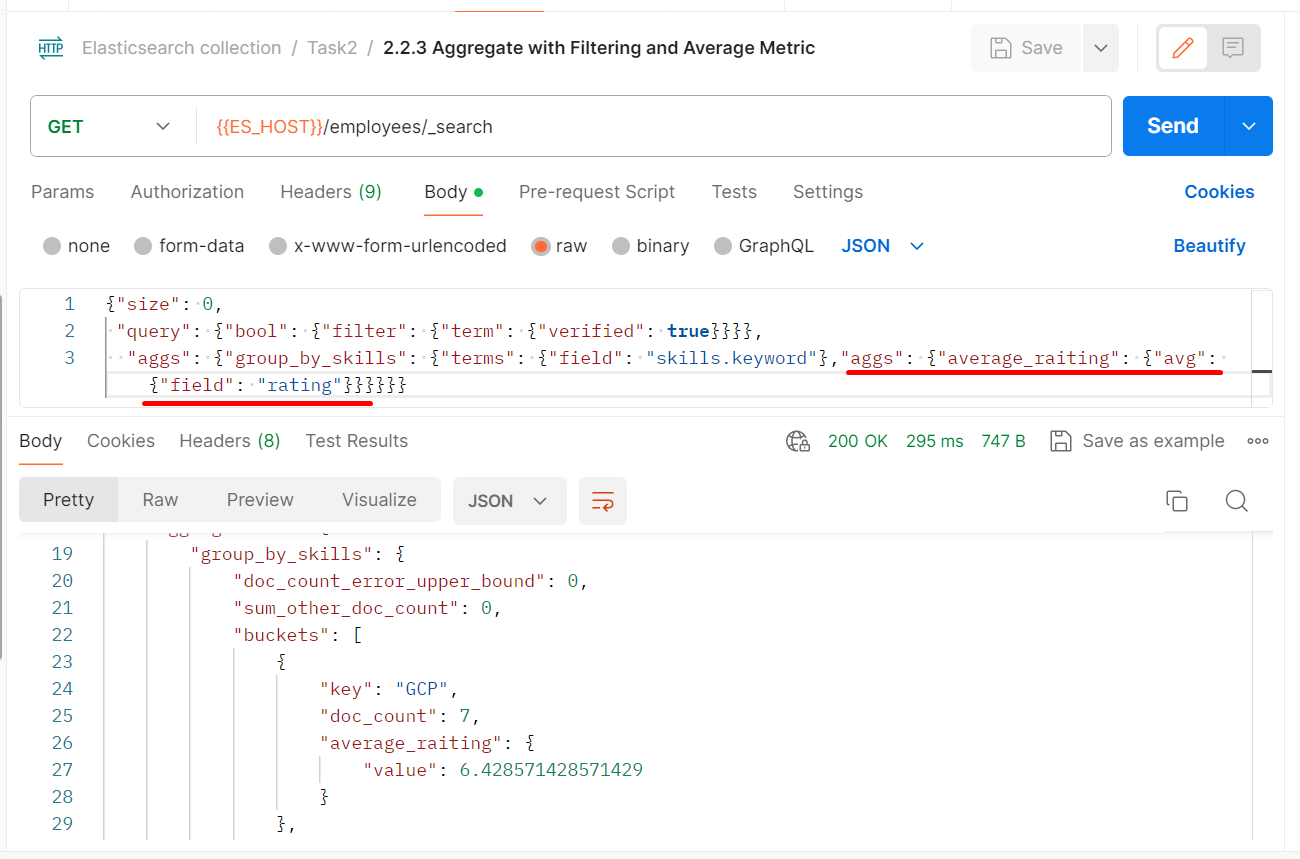 HTTP Elasticsearch collection / Task2 / 2.2.3 Aggregate with Filtering and Average Metric Save
GET {{ES_HOST}}/employees/_search Send
Params Authorization Headers (9) Body Pre-request Script Tests Settings Cookies
none form-data x-www-form-urlencoded raw binary GraphQL JSON Beautify
1 {"size": 0,
2 "query": {"bool": {"filter": {"term": {"verified": true}}}},
3 "aggs": {"group_by_skills": {"terms": {"field": "skills.keyword"},"aggs": {"average_raiting": {"avg":
{"field": "rating"}}}}}}
Body Cookies Headers (8) Test Results 200 OK 295 ms 747 B Save as example
Pretty Raw Preview Visualize JSON
19 "group_by_skills": {
20 "doc_count_error_upper_bound": 0,
21 "sum_other_doc_count": 0,
22 "buckets": [
23 {
24 "key": "GCP",
25 "doc_count": 7,
26 "average_raiting": {
27 "value": 6.428571428571429
28 }
29 },